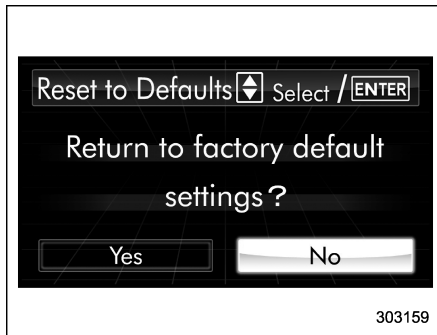 Reset to Defaults Select / ENTER
Return to factory default
settings?
Yes No
303159